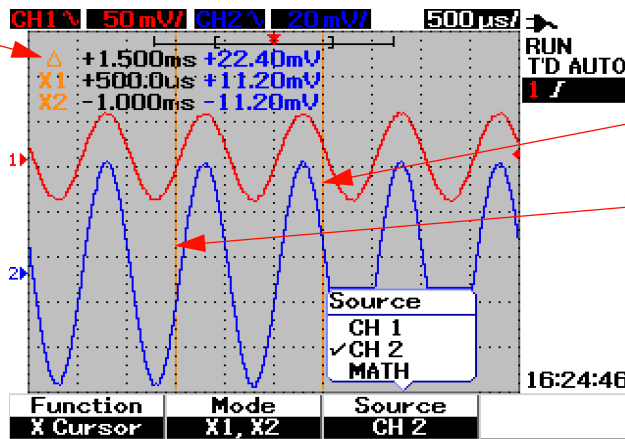 CH1 ∿ 50 mV/ CH2 ∿ 20 mV/ 500 µs/
RUN
T'D AUTO
1
Δ +1.500ms +22.40mV
X1 +500.0us +11.20mV
X2 -1.000ms -11.20mV
1
2
Source
CH 1
✓CH 2
MATH
16:24:46
Function Mode Source
X Cursor X1, X2 CH 2